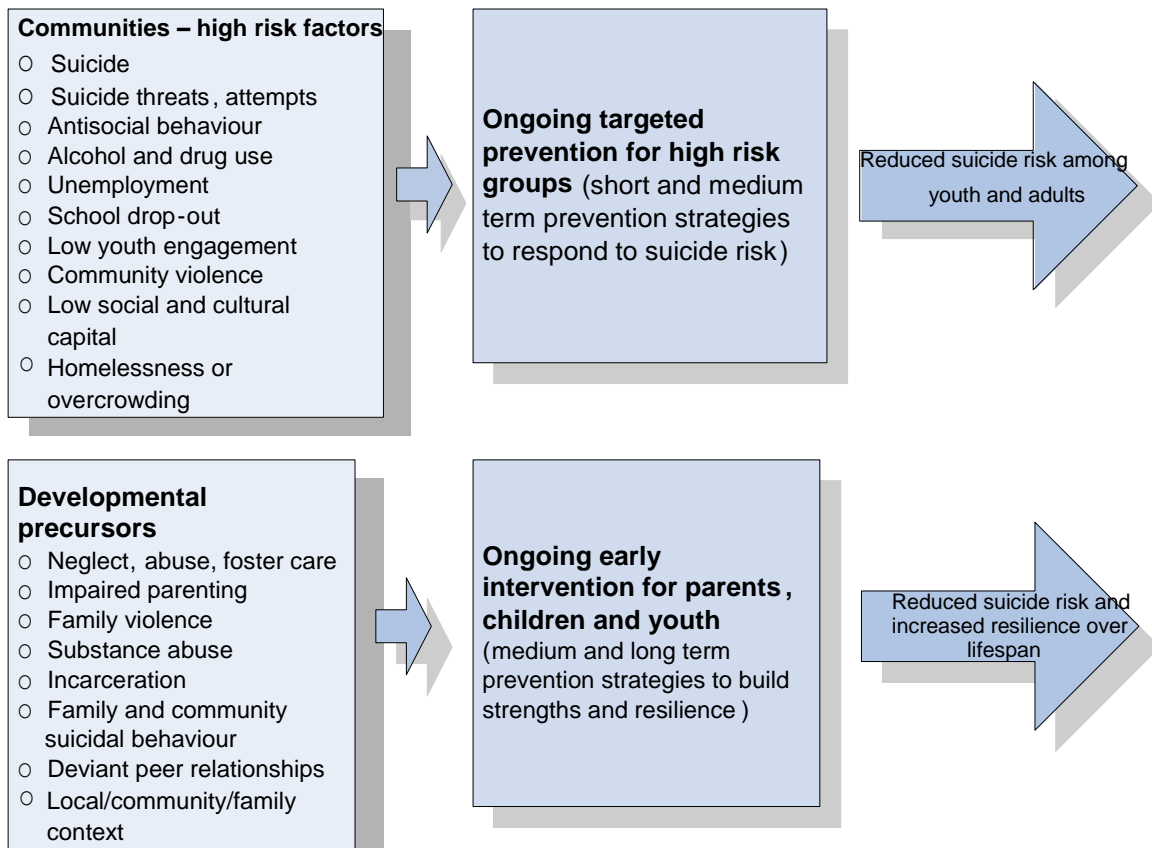 Communities – high risk factors
○ Suicide
○ Suicide threats, attempts
○ Antisocial behaviour
○ Alcohol and drug use
○ Unemployment
○ School drop-out
○ Low youth engagement
○ Community violence
○ Low social and cultural
capital
○ Homelessness or
overcrowding
Ongoing targeted
prevention for high risk
groups (short and medium
term prevention strategies
to respond to suicide risk)
Reduced suicide risk among
youth and adults
Developmental
precursors
○ Neglect, abuse, foster care
○ Impaired parenting
○ Family violence
○ Substance abuse
○ Incarceration
○ Family and community
suicidal behaviour
○ Deviant peer relationships
○ Local/community/family
context
Ongoing early
intervention for parents,
children and youth
(medium and long term
prevention strategies to build
strengths and resilience)
Reduced suicide risk and
increased resilience over
lifespan